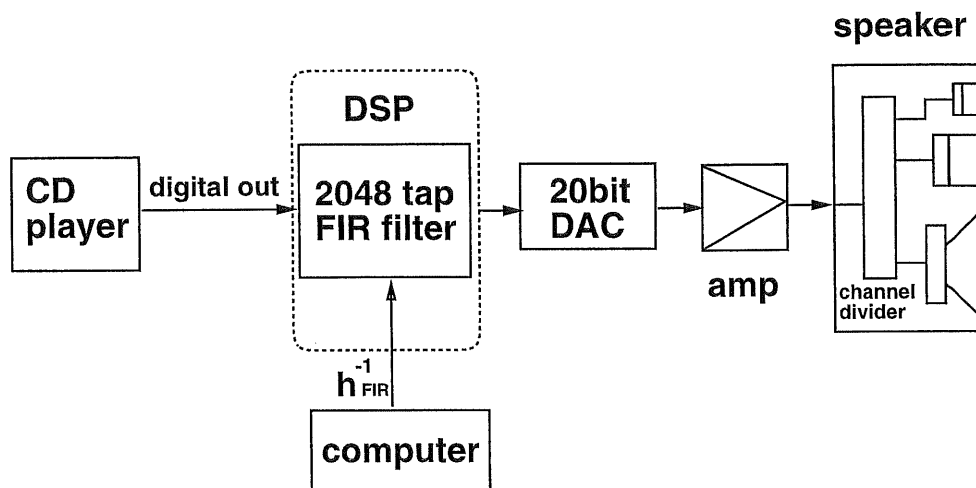 speaker
DSP
CD
player
digital out
2048 tap
FIR filter
20bit
DAC
amp
channel
divider
h⁻¹FIR
computer